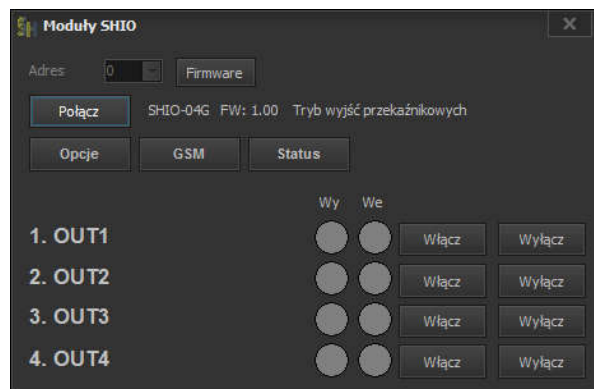 Moduły SHIO
Adres 0 Firmware
Połącz SHIO-04G FW: 1.00 Tryb wyjść przekaźnikowych
Opcje GSM Status
Wy We
1. OUT1 Włącz Wyłącz
2. OUT2 Włącz Wyłącz
3. OUT3 Włącz Wyłącz
4. OUT4 Włącz Wyłącz